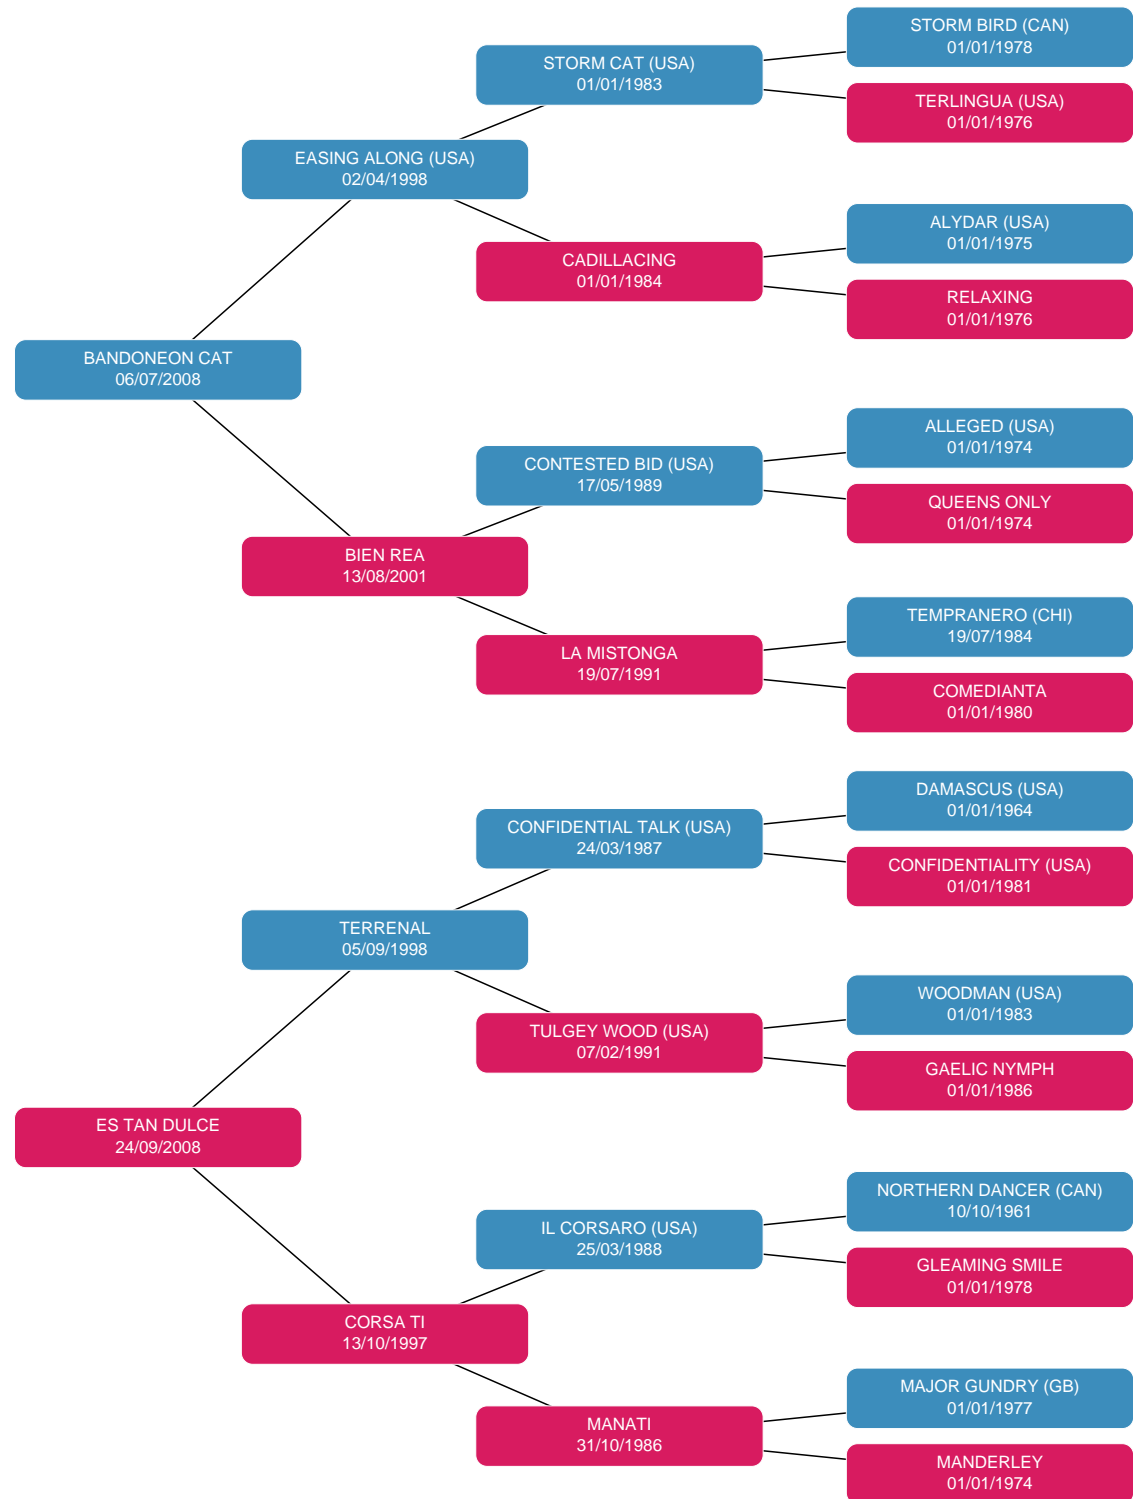 STORM BIRD (CAN)
01/01/1978
STORM CAT (USA)
01/01/1983
TERLINGUA (USA)
01/01/1976
EASING ALONG (USA)
02/04/1998
ALYDAR (USA)
01/01/1975
CADILLACING
01/01/1984
RELAXING
01/01/1976
BANDONEON CAT
06/07/2008
ALLEGED (USA)
01/01/1974
CONTESTED BID (USA)
17/05/1989
QUEENS ONLY
01/01/1974
BIEN REA
13/08/2001
TEMPRANERO (CHI)
19/07/1984
LA MISTONGA
19/07/1991
COMEDIANTA
01/01/1980
DAMASCUS (USA)
01/01/1964
CONFIDENTIAL TALK (USA)
24/03/1987
CONFIDENTIALITY (USA)
01/01/1981
TERRENAL
05/09/1998
WOODMAN (USA)
01/01/1983
TULGEY WOOD (USA)
07/02/1991
GAELIC NYMPH
01/01/1986
ES TAN DULCE
24/09/2008
NORTHERN DANCER (CAN)
10/10/1961
IL CORSARO (USA)
25/03/1988
GLEAMING SMILE
01/01/1978
CORSA TI
13/10/1997
MAJOR GUNDRY (GB)
01/01/1977
MANATI
31/10/1986
MANDERLEY
01/01/1974